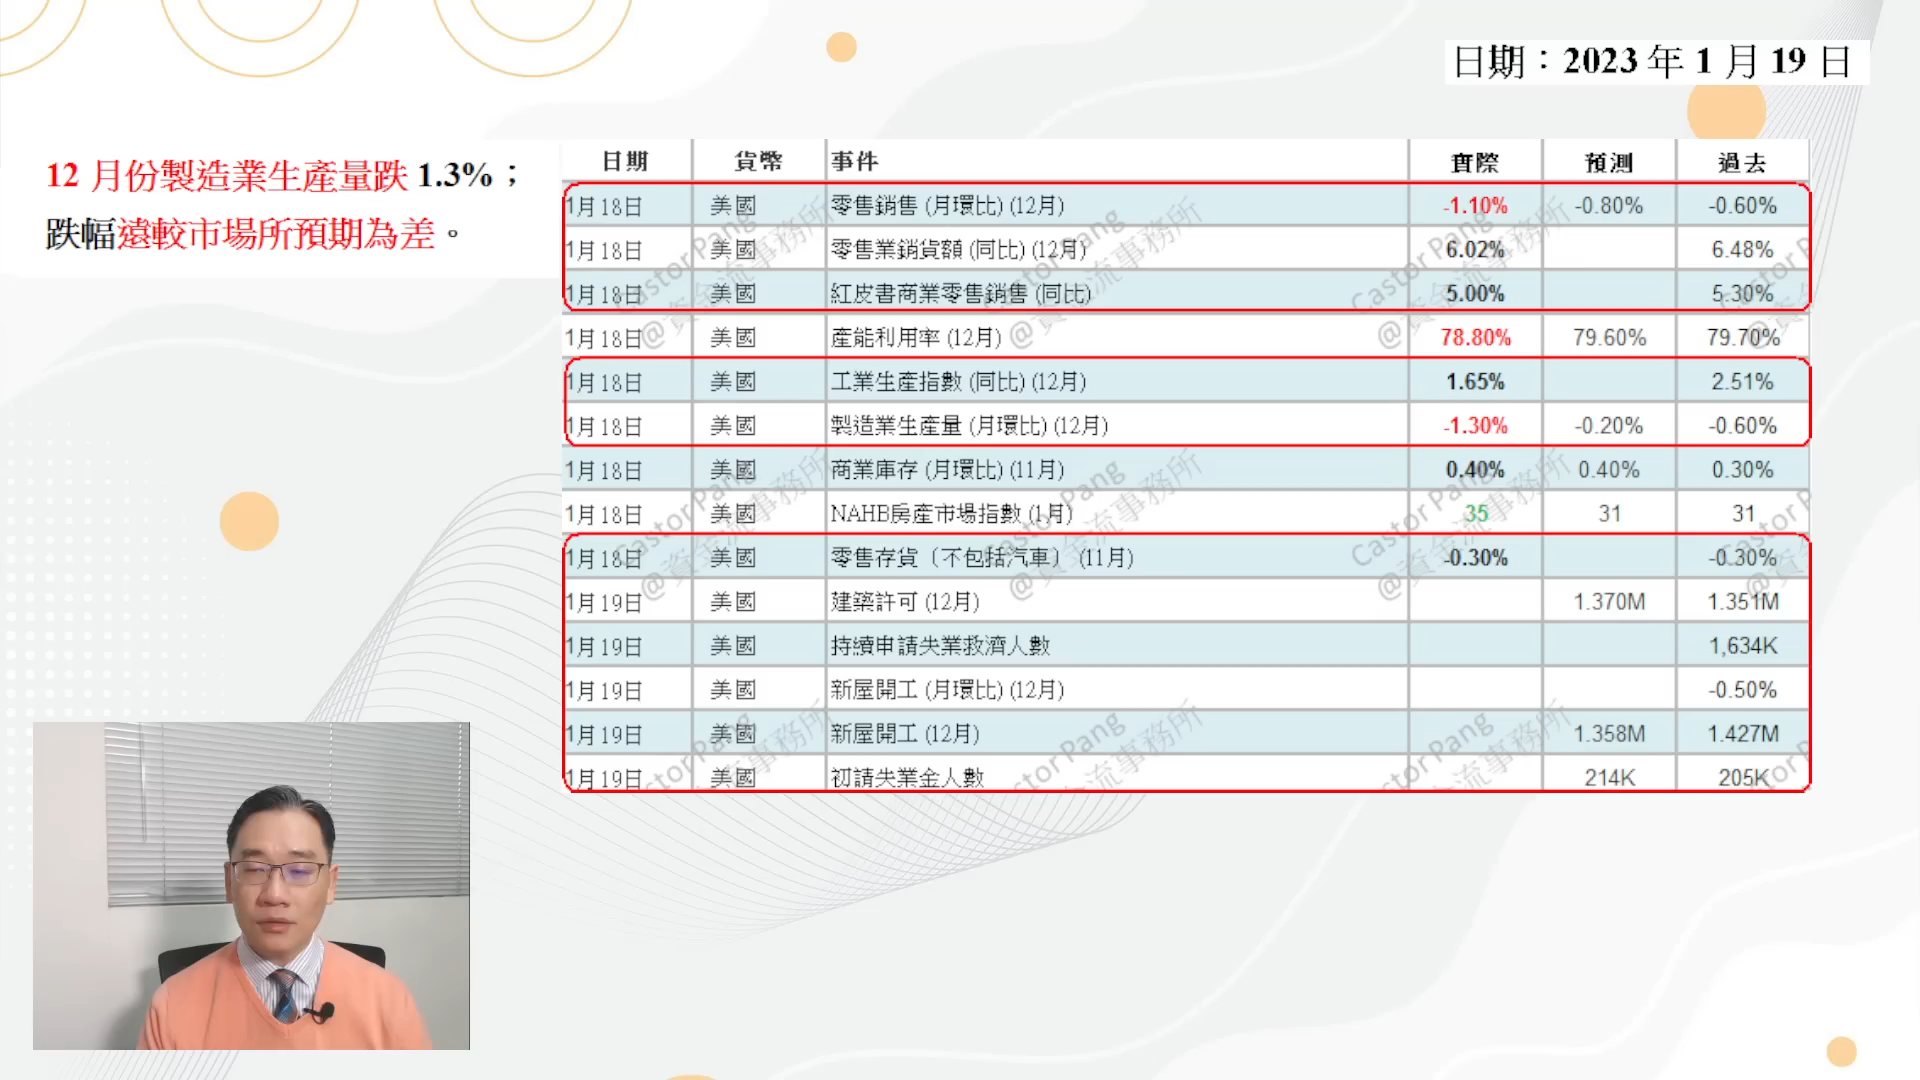 日期：2023 年 1 月 19 日
12 月份製造業生產量跌 1.3%；
跌幅遠較市場所預期為差。
日期 貨幣 事件 實際 預測 過去
1月18日 美國 零售銷售 (月環比) (12月) -1.10% -0.80% -0.60%
1月18日 美國 零售業銷貨額 (同比) (12月) 6.02% 6.48%
1月18日 美國 紅皮書商業零售銷售 (同比) 5.00% 5.30%
1月18日 美國 產能利用率 (12月) 78.80% 79.60% 79.70%
1月18日 美國 工業生產指數 (同比) (12月) 1.65% 2.51%
1月18日 美國 製造業生產量 (月環比) (12月) -1.30% -0.20% -0.60%
1月18日 美國 商業庫存 (月環比) (11月) 0.40% 0.40% 0.30%
1月18日 美國 NAHB房產市場指數 (1月) 35 31 31
1月18日 美國 零售存貨〔不包括汽車〕 (11月) -0.30% -0.30%
1月19日 美國 建築許可 (12月) 1.370M 1.351M
1月19日 美國 持續申請失業救濟人數 1,634K
1月19日 美國 新屋開工 (月環比) (12月) -0.50%
1月19日 美國 新屋開工 (12月) 1.358M 1.427M
1月19日 美國 初請失業金人數 214K 205K
Castor Pang
@資金流事務所